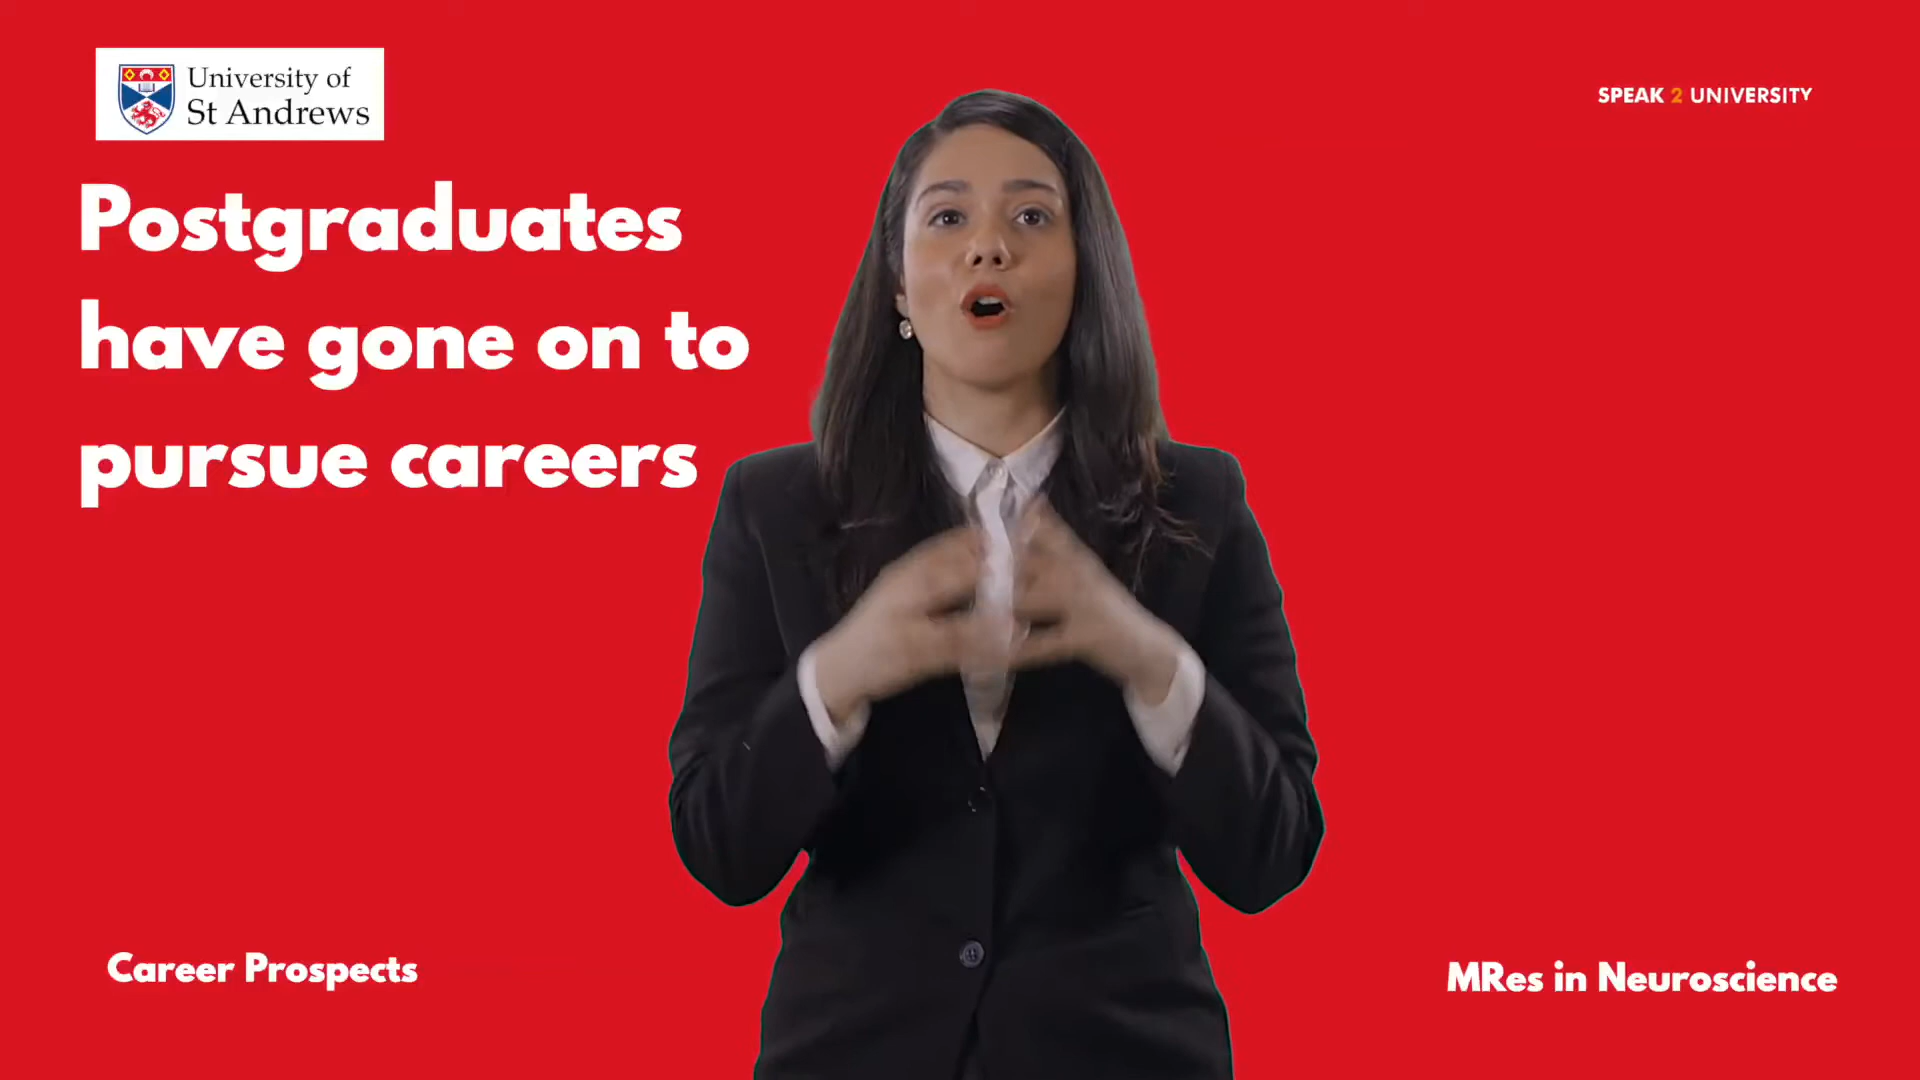 University of
St Andrews
SPEAK 2 UNIVERSITY
Postgraduates
have gone on to
pursue careers
Career Prospects
MRes in Neuroscience